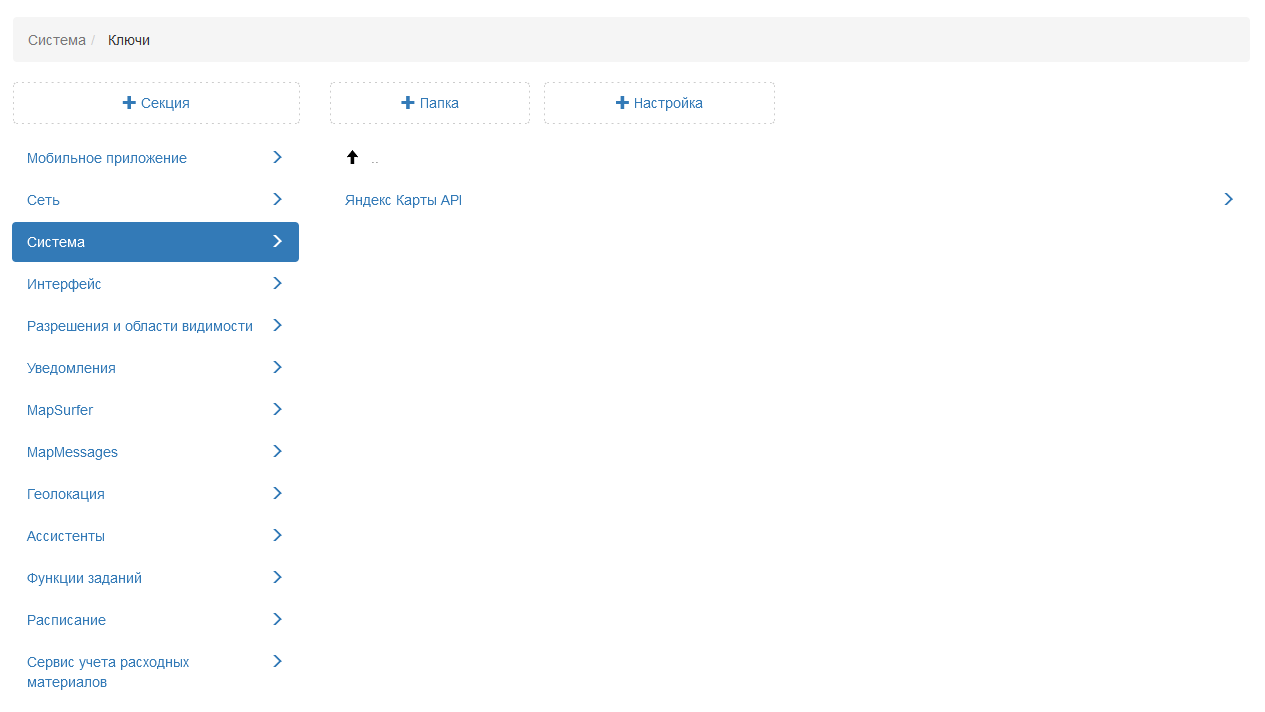 Система / Ключи
Секция
Папка
Настройка
Мобильное приложение
..
Сеть
Яндекс Карты API
Система
Интерфейс
Разрешения и области видимости
Уведомления
MapSurfer
MapMessages
Геолокация
Ассистенты
Функции заданий
Расписание
Сервис учета расходных
материалов